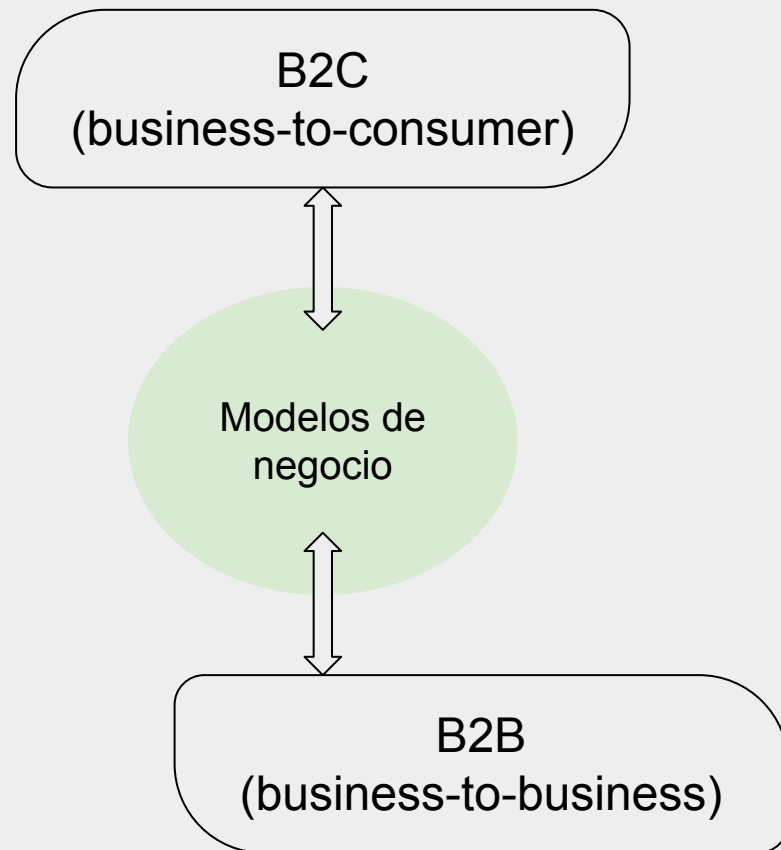 B2C
(business-to-consumer)
Modelos de
negocio
B2B
(business-to-business)